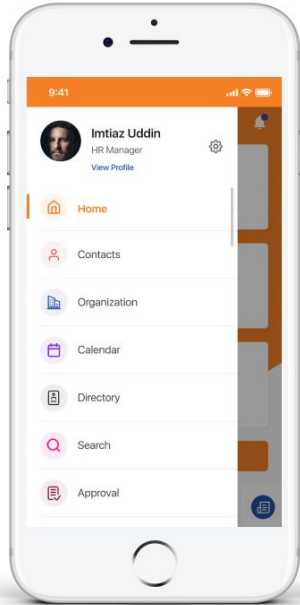 9:41
Imtiaz Uddin
HR Manager
View Profile
Home
Contacts
Organization
Calendar
Directory
Search
Approval